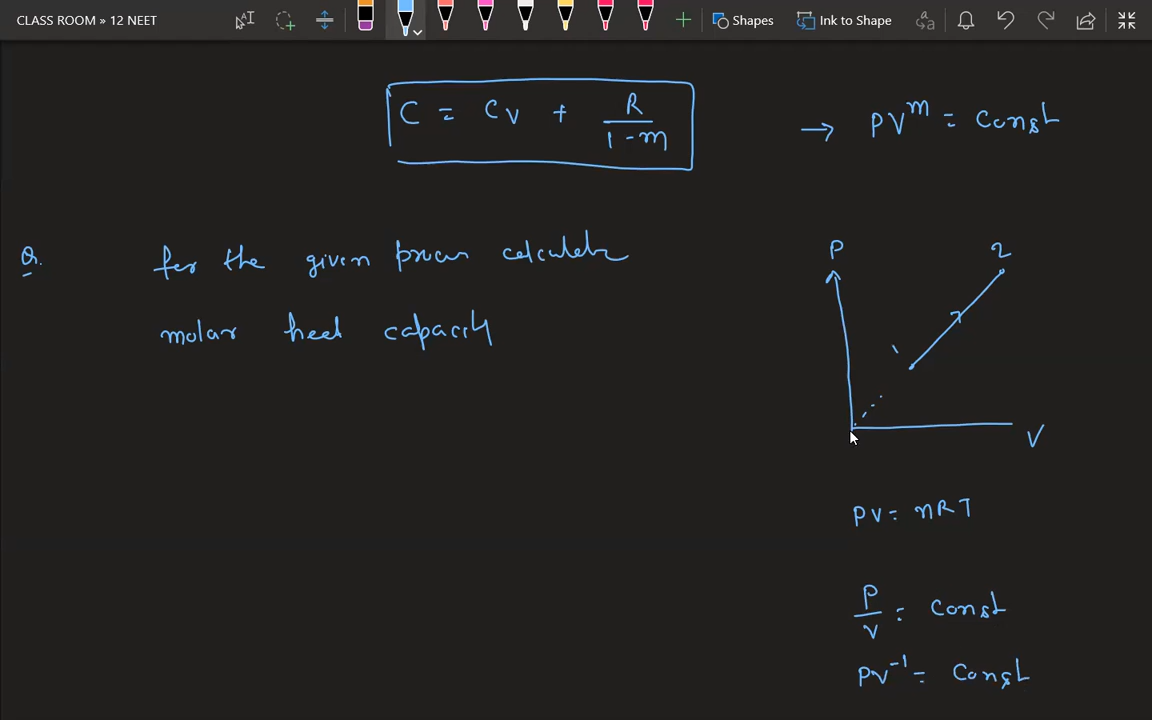 CLASS ROOM » 12 NEET
Shapes
Ink to Shape
C = Cv + R / 1 - m
→ PV^m = Const
Q. for the given process calculate
molar heat capacity
P
2
1
V
PV = nRT
P / V = Const
PV^-1 = Const